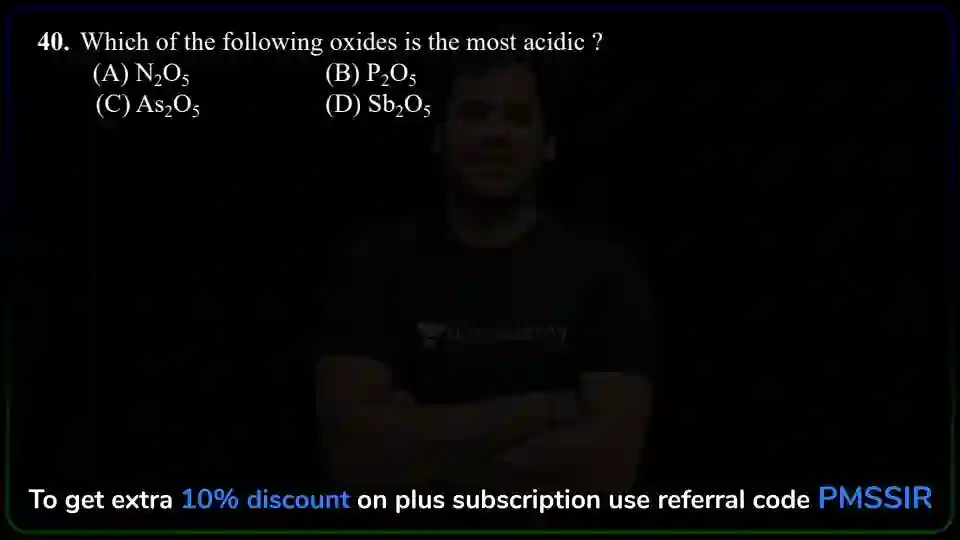 40. Which of the following oxides is the most acidic ?
(A) N₂O₅ (B) P₂O₅
(C) As₂O₅ (D) Sb₂O₅
To get extra 10% discount on plus subscription use referral code PMSSIR